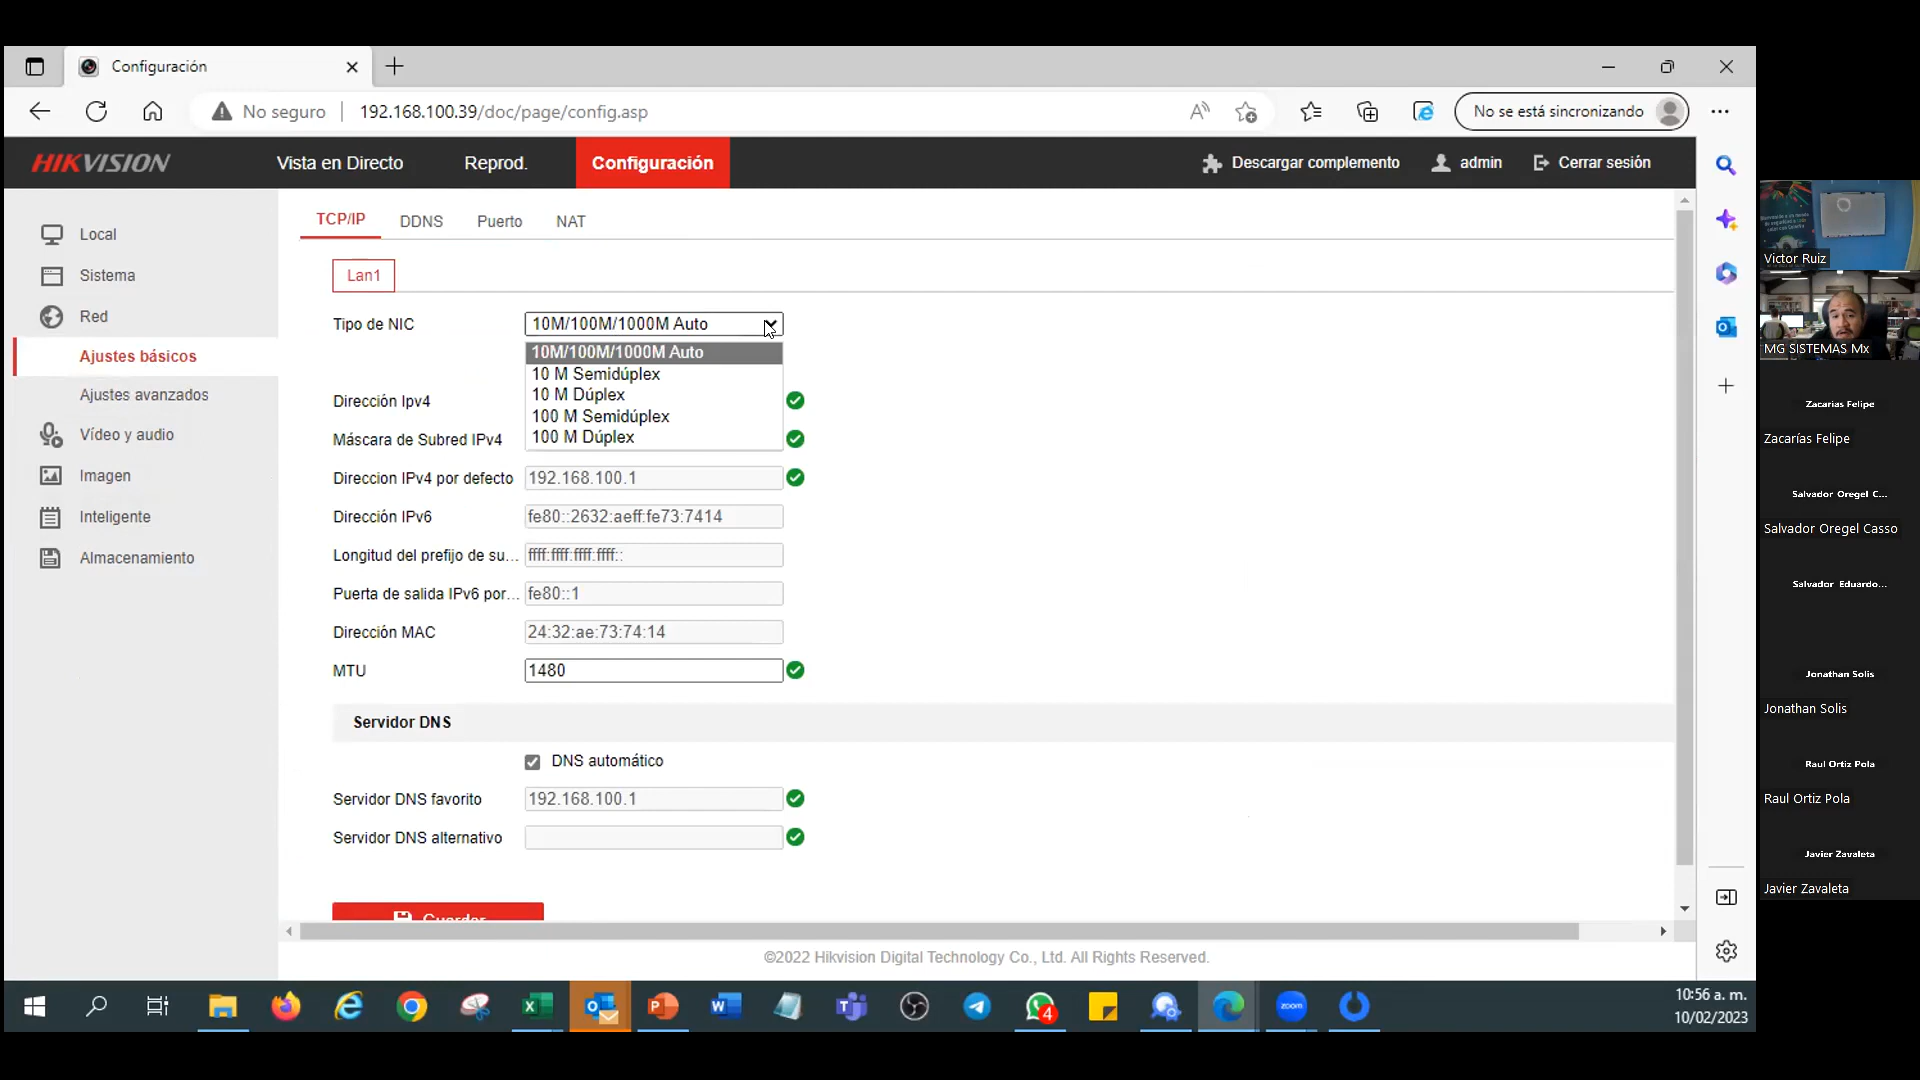 Configuración
No seguro
192.168.100.39/doc/page/config.asp
No se está sincronizando
HIKVISION
Vista en Directo
Reprod.
Configuración
Descargar complemento
admin
Cerrar sesión
Local
Sistema
Red
Ajustes básicos
Ajustes avanzados
Vídeo y audio
Imagen
Inteligente
Almacenamiento
TCP/IP
DDNS
Puerto
NAT
Lan1
Tipo de NIC
10M/100M/1000M Auto
10M/100M/1000M Auto
10 M Semidúplex
10 M Dúplex
100 M Semidúplex
100 M Dúplex
Dirección Ipv4
Máscara de Subred IPv4
Direccion IPv4 por defecto
192.168.100.1
Dirección IPv6
fe80::2632:aeff:fe73:7414
Longitud del prefijo de su...
ffff:ffff:ffff:ffff::
Puerta de salida IPv6 por...
fe80::1
Dirección MAC
24:32:ae:73:74:14
MTU
1480
Servidor DNS
DNS automático
Servidor DNS favorito
192.168.100.1
Servidor DNS alternativo
Guardar
©2022 Hikvision Digital Technology Co., Ltd. All Rights Reserved.
4
zoom
10:56 a. m.
10/02/2023
Victor Ruiz
MG SISTEMAS Mx
Zacarias Felipe
Zacarías Felipe
Salvador Oregel C...
Salvador Oregel Casso
Salvador Eduardo...
Jonathan Solis
Jonathan Solis
Raul Ortiz Pola
Raul Ortiz Pola
Javier Zavaleta
Javier Zavaleta